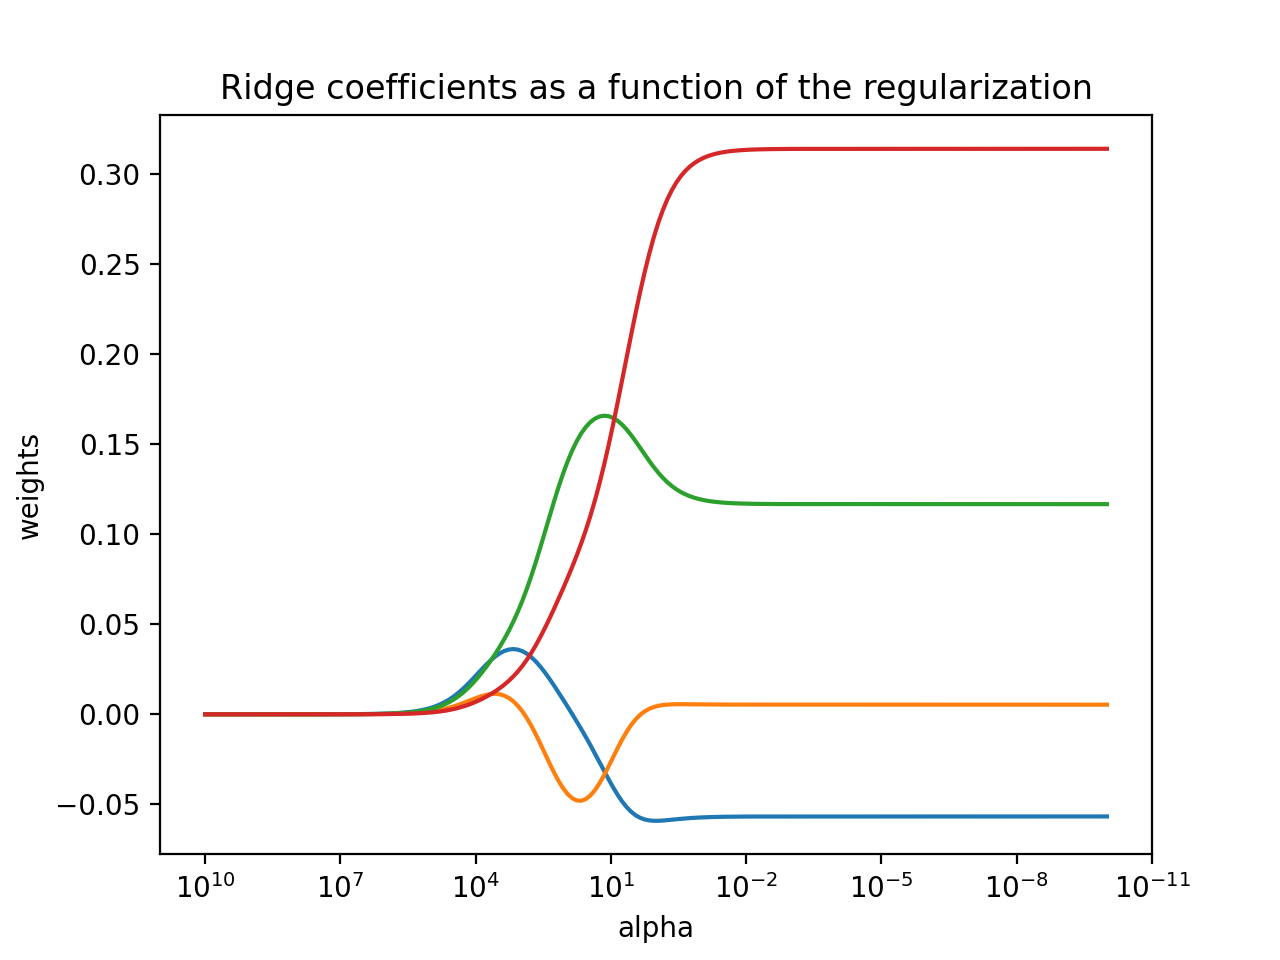 Ridge coefficients as a function of the regularization
0.30
0.25
0.20
0.15
0.10
0.05
0.00
−0.05
weights
10¹⁰ 10⁷ 10⁴ 10¹ 10⁻² 10⁻⁵ 10⁻⁸ 10⁻¹¹
alpha